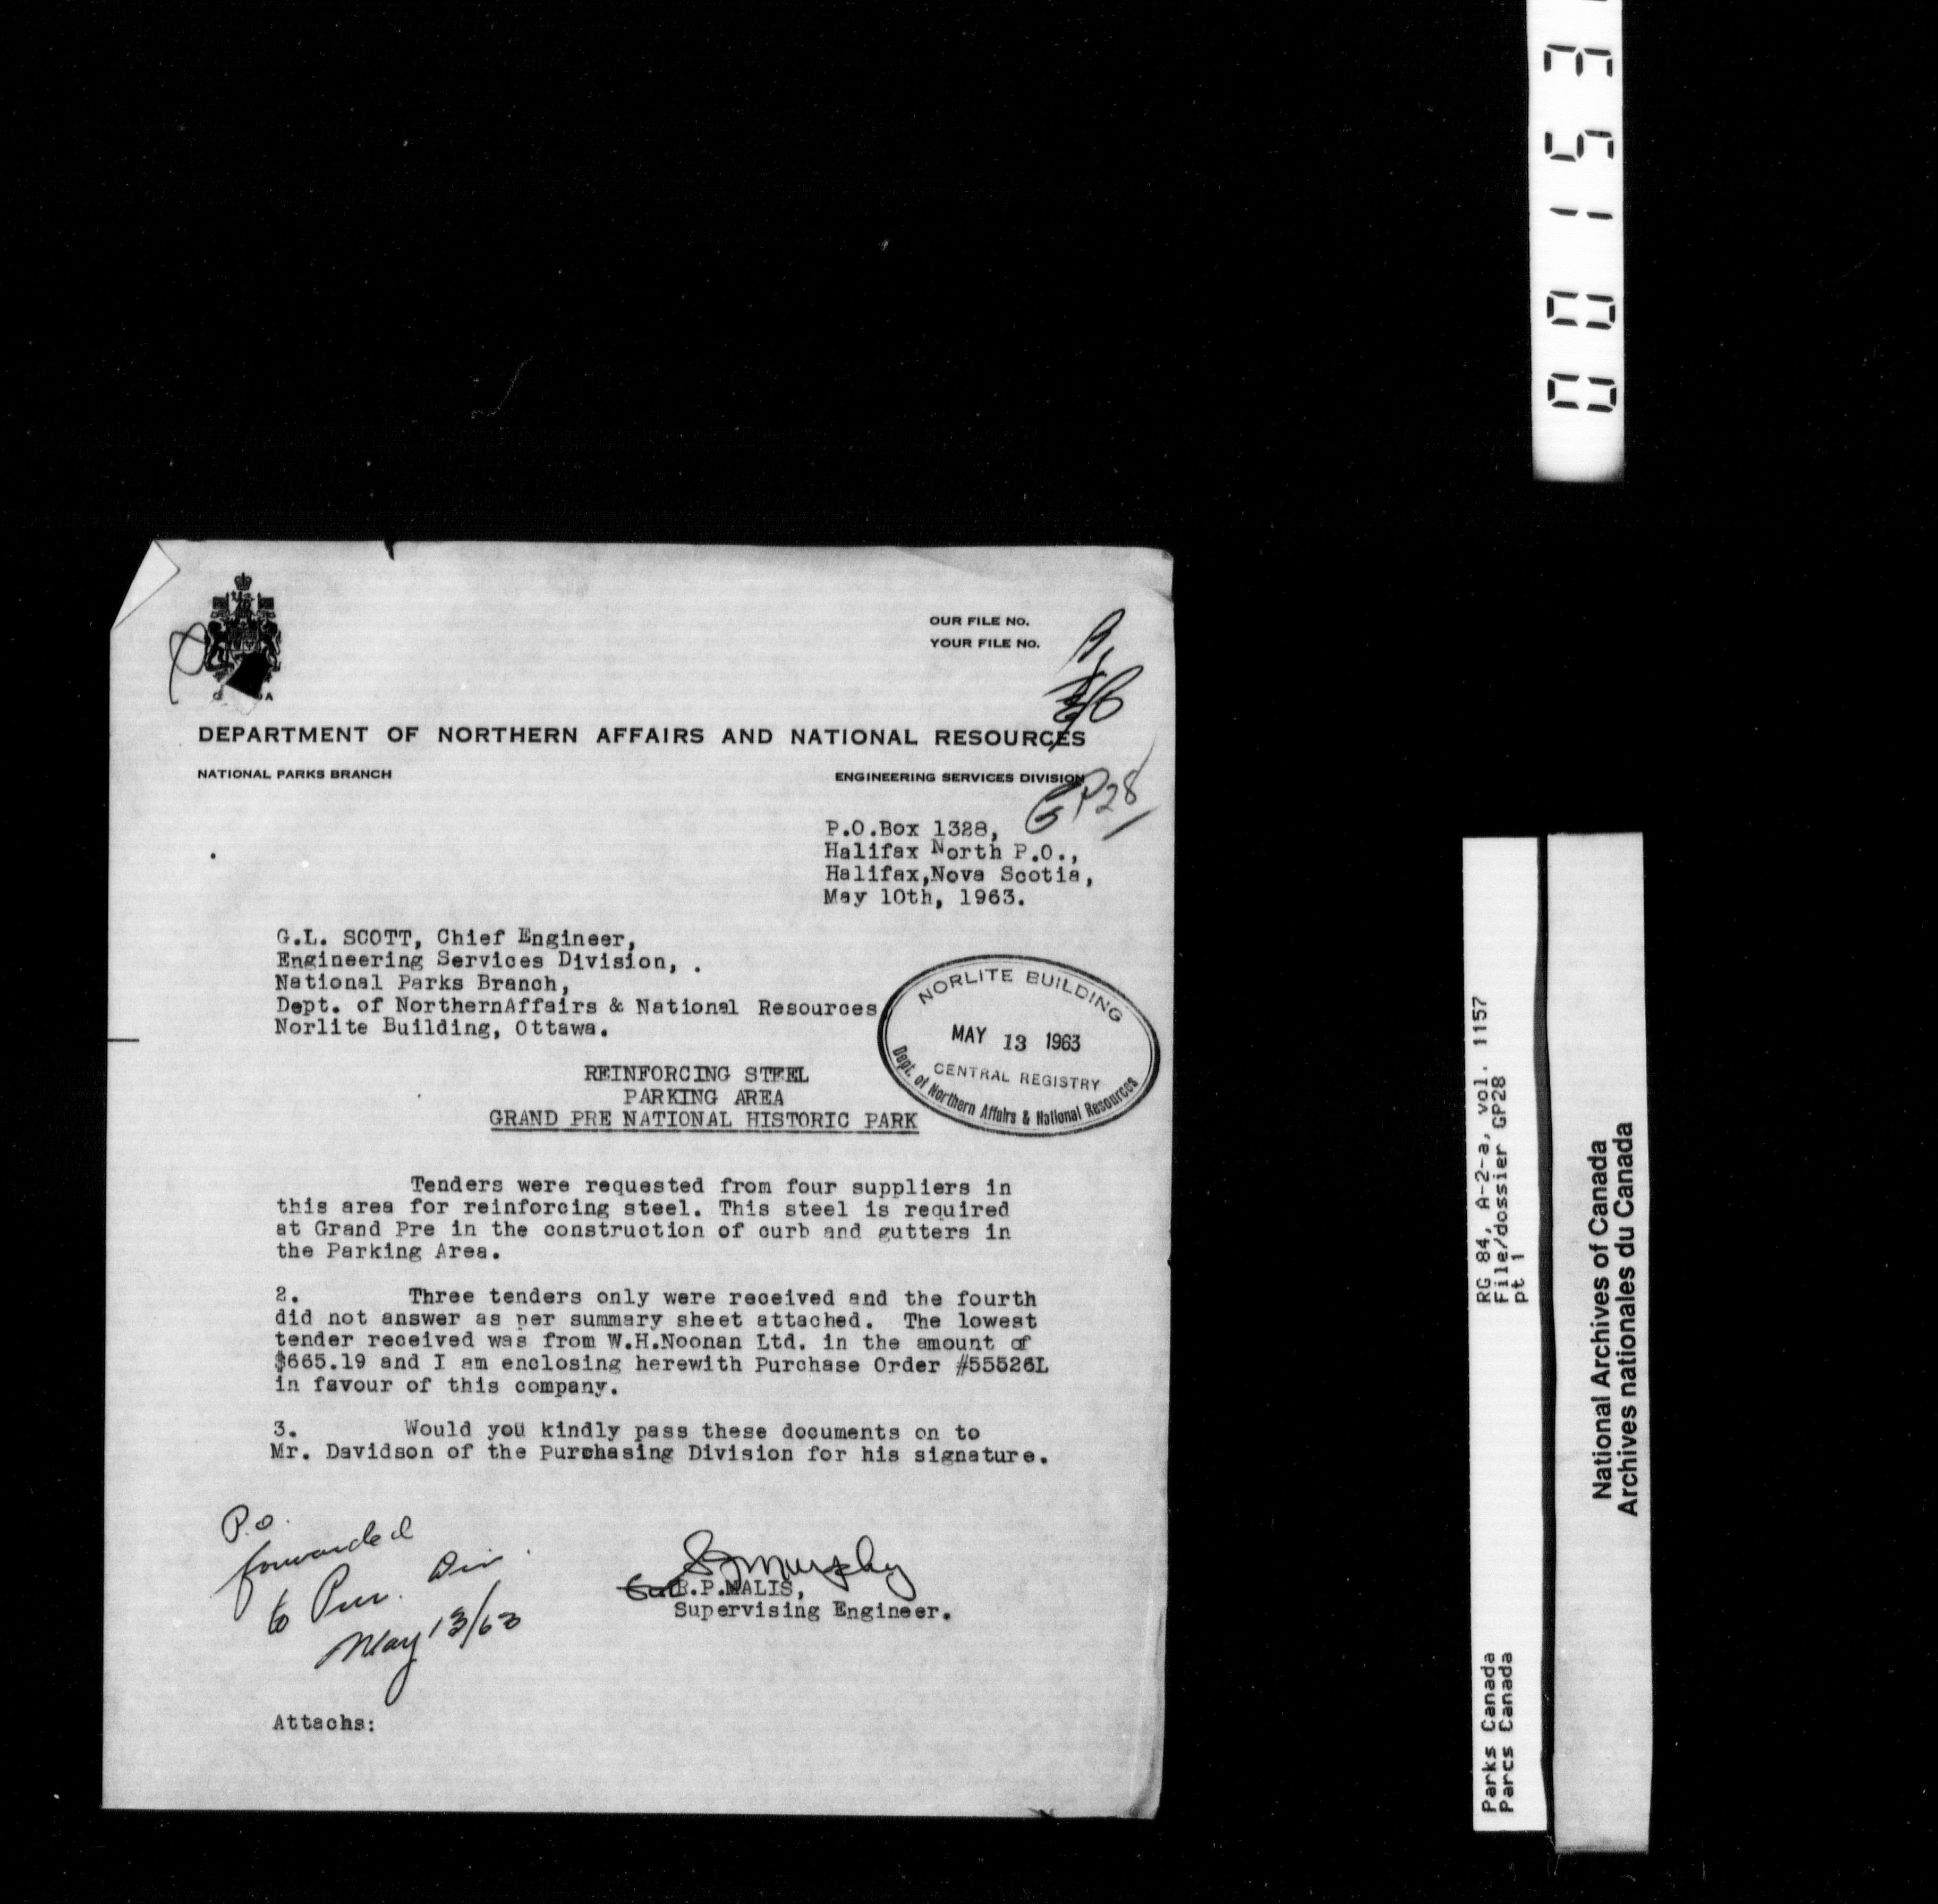 OUR FILE No.
YOUR FILE No.
DEPARTMENT OF NORTHERN AFFAIRS AND NATIONAL RESOURCES
NATIONAL PARKS BRANCH
ENGINEERING SERVICES DIVISION
GP28
P.O.Box 1328,
Halifax North P.O.,
Halifax,Nova Scotia,
May 10th, 1963.
G.L. SCOTT, Chief Engineer,
Engineering Services Division, .
National Parks Branch,
Dept. of NorthernAffairs & National Resources
Norlite Building, Ottawa.
NORLITE BUILDING
MAY 13 1963
CENTRAL REGISTRY
Dept. of Northern Affairs & National Resources
REINFORCING STEEL
PARKING AREA
GRAND PRE NATIONAL HISTORIC PARK
Tenders were requested from four suppliers in
this area for reinforcing steel. This steel is required
at Grand Pre in the construction of curb and gutters in
the Parking Area.
2. Three tenders only were received and the fourth
did not answer as per summary sheet attached. The lowest
tender received was from W.H.Noonan Ltd. in the amount of
$665.19 and I am enclosing herewith Purchase Order #55526L
in favour of this company.
3. Would you kindly pass these documents on to
Mr. Davidson of the Purchasing Division for his signature.
P.O.
forwarded
to Pur. Div.
May 13/63
Murphy
R.P.MALIS,
Supervising Engineer.
Attachs:
00153
RG 84, A-2-a, vol. 1157
File/dossier GP28
pt 1
Parks Canada
Parcs Canada
National Archives of Canada
Archives nationales du Canada